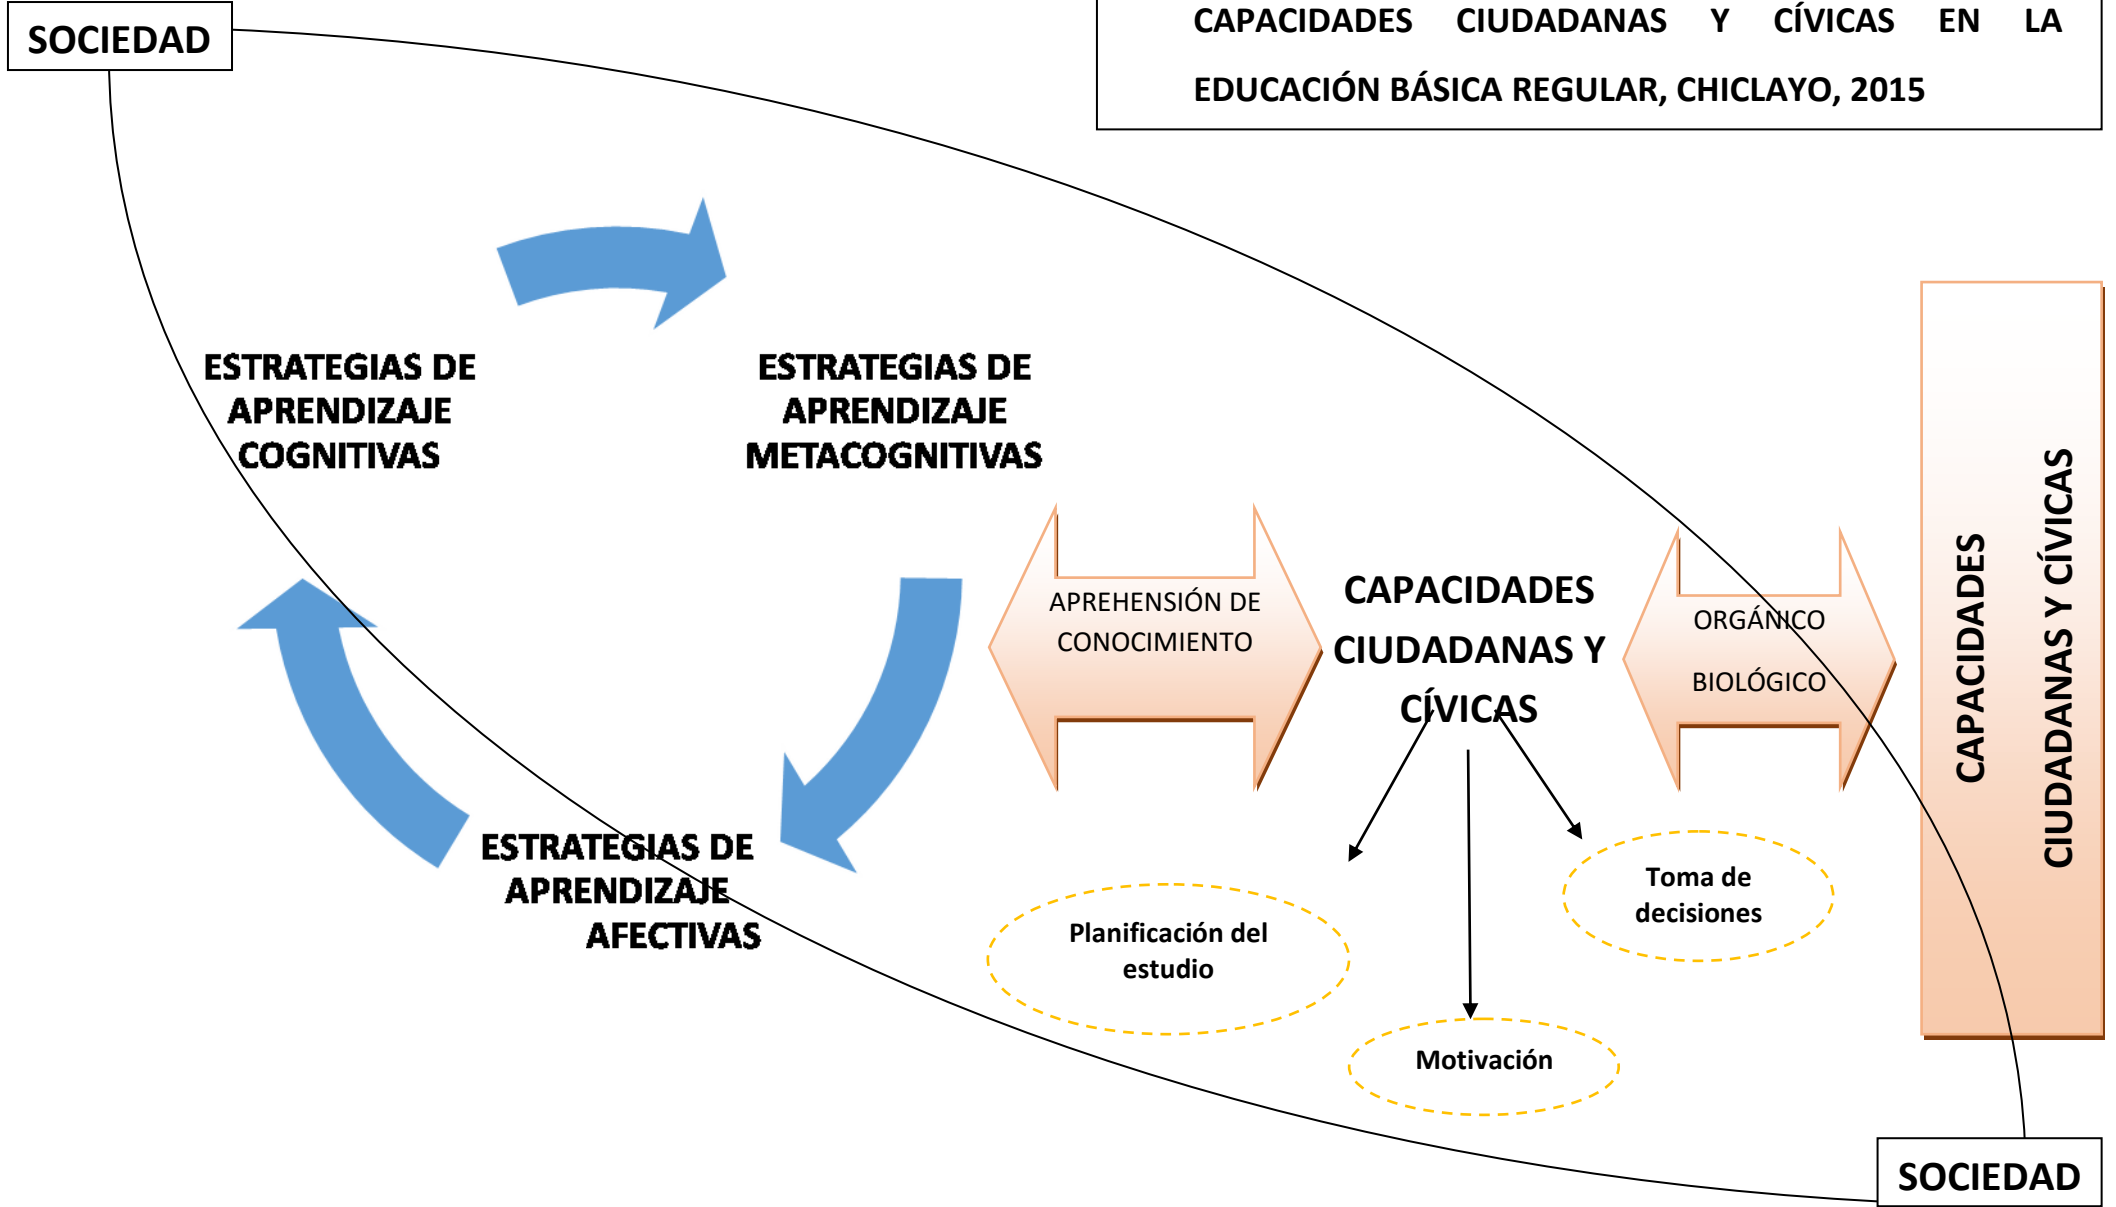 SOCIEDAD
CAPACIDADES CIUDADANAS Y CÍVICAS EN LA
EDUCACIÓN BÁSICA REGULAR, CHICLAYO, 2015
ESTRATEGIAS DE
APRENDIZAJE
COGNITIVAS
ESTRATEGIAS DE
APRENDIZAJE
METACOGNITIVAS
ESTRATEGIAS DE
APRENDIZAJE
AFECTIVAS
APREHENSIÓN DE
CONOCIMIENTO
CAPACIDADES
CIUDADANAS Y
CÍVICAS
ORGÁNICO
BIOLÓGICO
CAPACIDADES
CIUDADANAS Y CÍVICAS
Planificación del
estudio
Motivación
Toma de
decisiones
SOCIEDAD